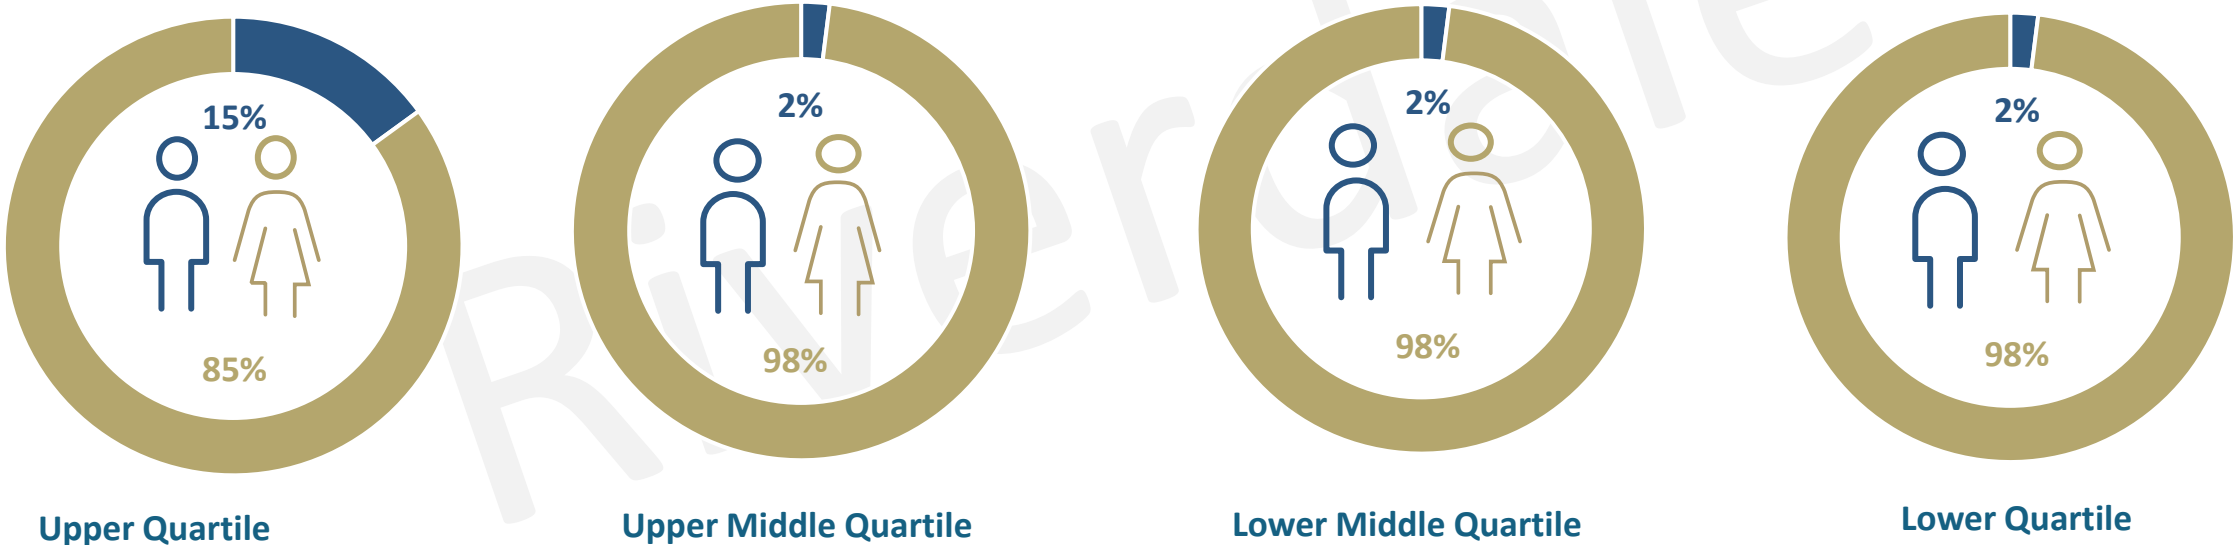 15%
85%
Upper Quartile
2%
98%
Upper Middle Quartile
2%
98%
Lower Middle Quartile
2%
98%
Lower Quartile
Riverdale